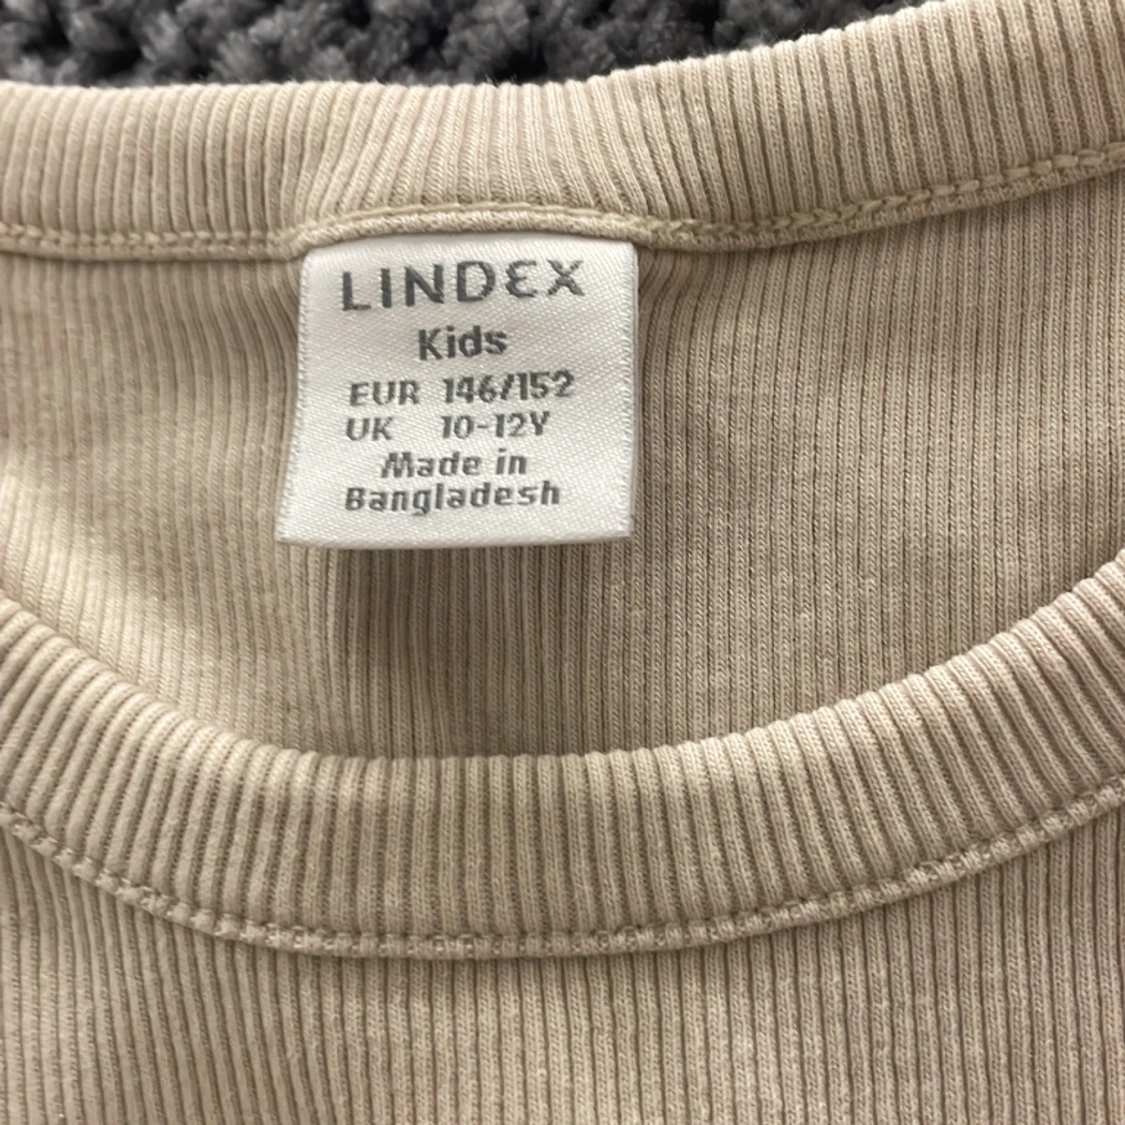 LINDEX
Kids
EUR 146/152
UK 10-12Y
Made in
Bangladesh